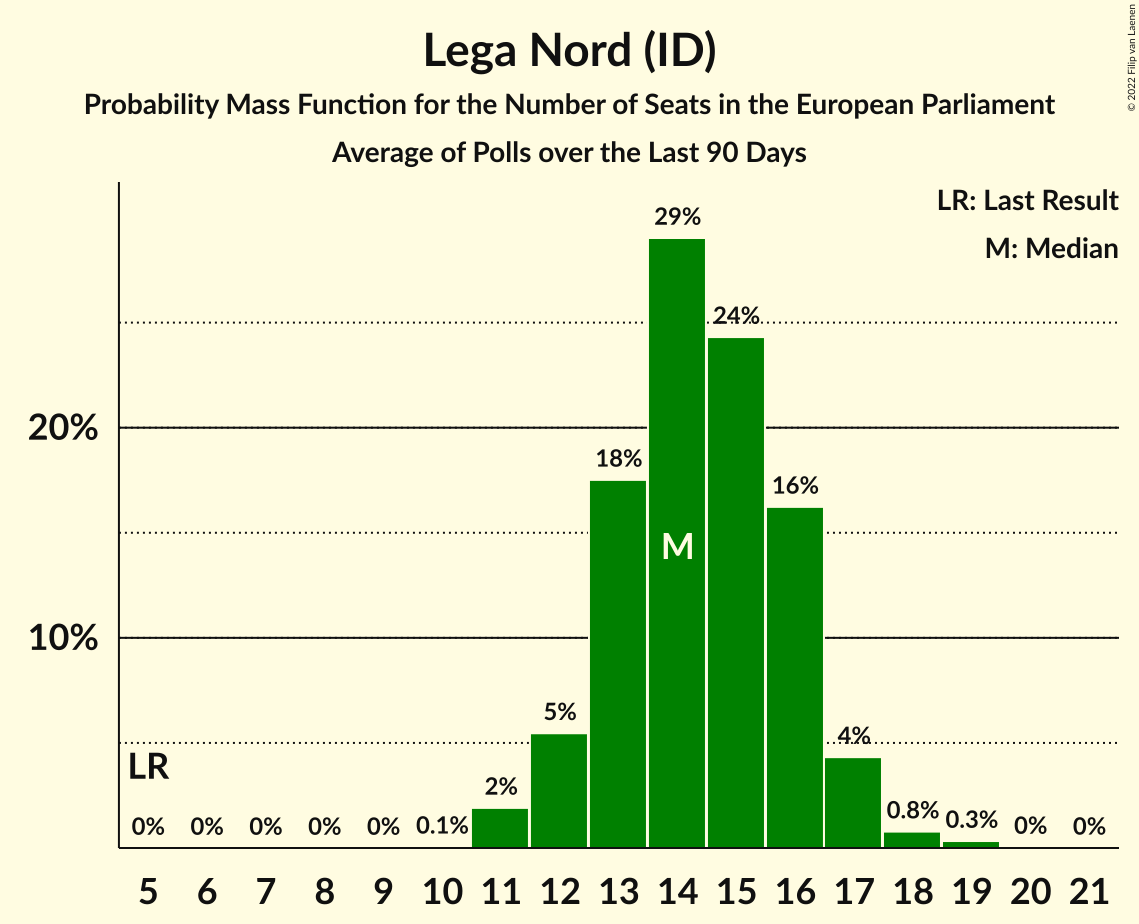 Lega Nord (ID)
Probability Mass Function for the Number of Seats in the European Parliament
Average of Polls over the Last 90 Days
© 2022 Filip van Laenen
LR: Last Result
M: Median
29%
24%
20%
18%
16%
M
10%
5%
4%
LR
2%
0% 0% 0% 0% 0% 0.1% 0.8% 0.3% 0% 0%
5 6 7 8 9 10 11 12 13 14 15 16 17 18 19 20 21